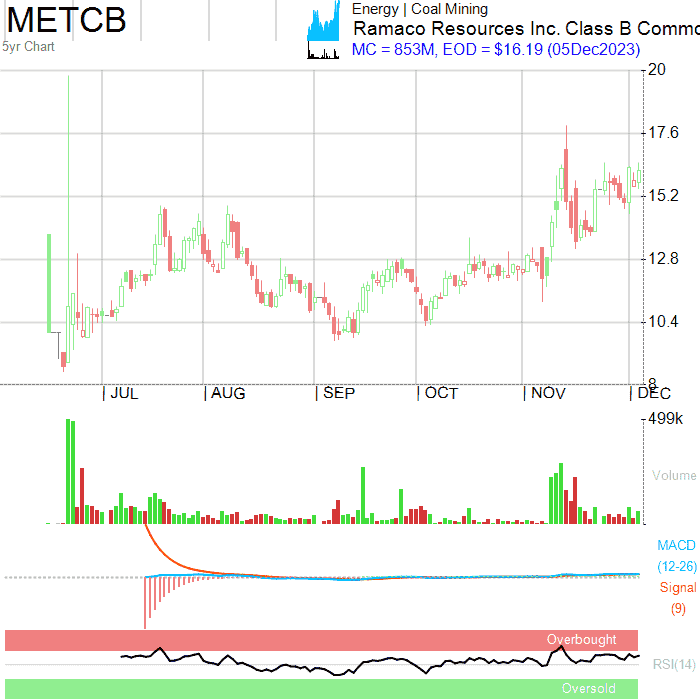 METCB
5yr Chart
Energy | Coal Mining
Ramaco Resources Inc. Class B Commo
MC = 853M, EOD = $16.19 (05Dec2023)
20
17.6
15.2
12.8
10.4
8
JUL
AUG
SEP
OCT
NOV
DEC
499k
Volume
MACD
(12-26)
Signal
(9)
Overbought
RSI(14)
Oversold